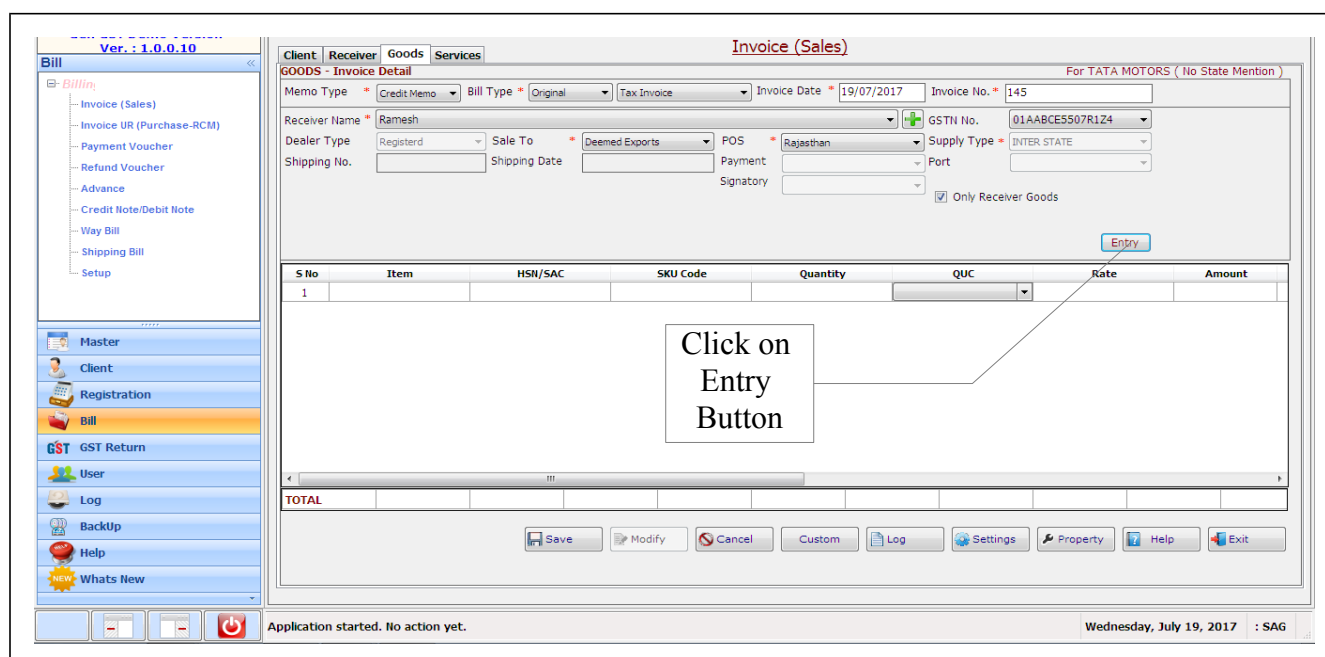 Ver. : 1.0.0.10
Bill «
Billing
Invoice (Sales)
Invoice UR (Purchase-RCM)
Payment Voucher
Refund Voucher
Advance
Credit Note/Debit Note
Way Bill
Shipping Bill
Setup
Master
Client
Registration
Bill
GST GST Return
User
Log
BackUp
Help
NEW Whats New
Invoice (Sales)
Client Receiver Goods Services
GOODS - Invoice Detail For TATA MOTORS ( No State Mention )
Memo Type * Credit Memo Bill Type * Original Tax Invoice Invoice Date * 19/07/2017 Invoice No. * 145
Receiver Name * Ramesh GSTN No. 01AABCE5507R1Z4
Dealer Type Registerd Sale To * Deemed Exports POS * Rajasthan Supply Type * INTER STATE
Shipping No. Shipping Date Payment Port
Signatory
Only Receiver Goods
Entry
S No Item HSN/SAC SKU Code Quantity QUC Rate Amount
1
Click on
Entry
Button
TOTAL
Save Modify Cancel Custom Log Settings Property Help Exit
Application started. No action yet. Wednesday, July 19, 2017 : SAG